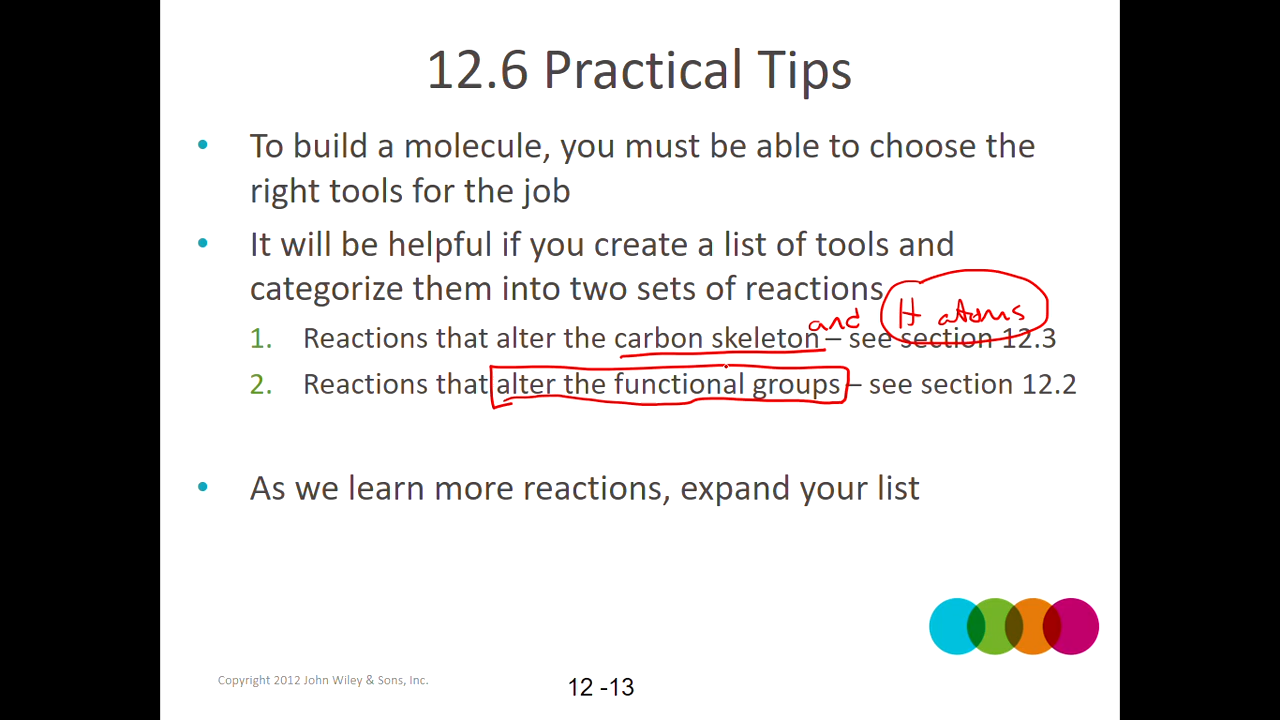 12.6 Practical Tips
• To build a molecule, you must be able to choose the
right tools for the job
• It will be helpful if you create a list of tools and
categorize them into two sets of reactions
and H atoms
1. Reactions that alter the carbon skeleton – see section 12.3
2. Reactions that alter the functional groups – see section 12.2
• As we learn more reactions, expand your list
Copyright 2012 John Wiley & Sons, Inc.
12 -13